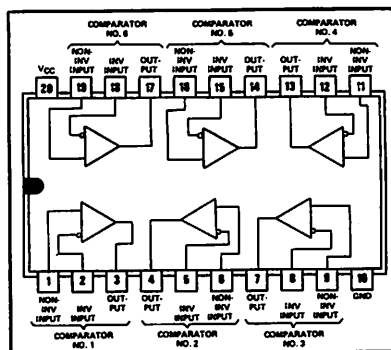 COMPARATOR NO. 6 COMPARATOR NO. 5 COMPARATOR NO. 4
VCC NON-INV INPUT INV INPUT OUT-PUT NON-INV INPUT INV INPUT OUT-PUT OUT-PUT INV INPUT NON-INV INPUT
20 19 18 17 16 15 14 13 12 11
1 2 3 4 5 6 7 8 9 10
NON-INV INPUT INV INPUT OUT-PUT OUT-PUT INV INPUT NON-INV INPUT OUT-PUT INV INPUT NON-INV INPUT GND
COMPARATOR NO. 1 COMPARATOR NO. 2 COMPARATOR NO. 3